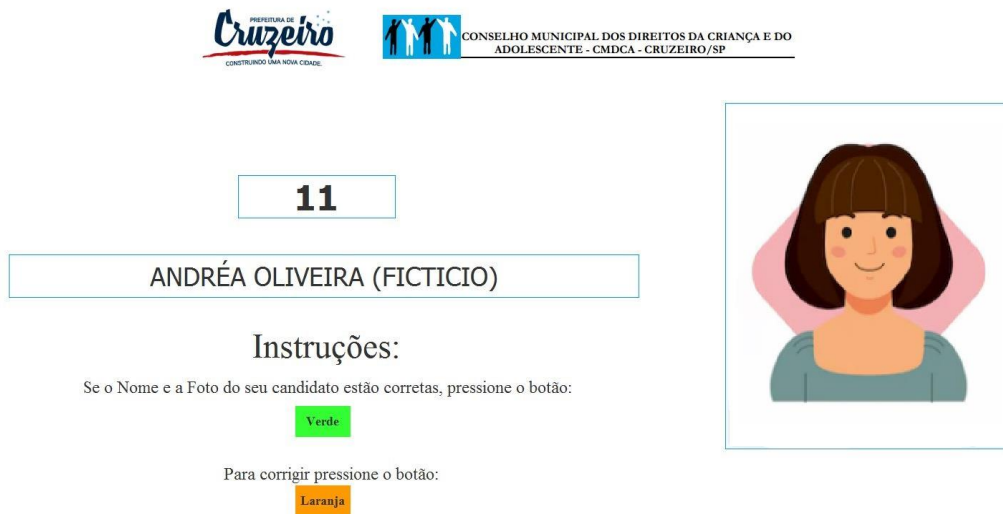 PREFEITURA DE
Cruzeiro
CONSTRUINDO UMA NOVA CIDADE.
CONSELHO MUNICIPAL DOS DIREITOS DA CRIANÇA E DO
ADOLESCENTE - CMDCA - CRUZEIRO/SP
11
ANDRÉA OLIVEIRA (FICTICIO)
Instruções:
Se o Nome e a Foto do seu candidato estão corretas, pressione o botão:
Verde
Para corrigir pressione o botão:
Laranja